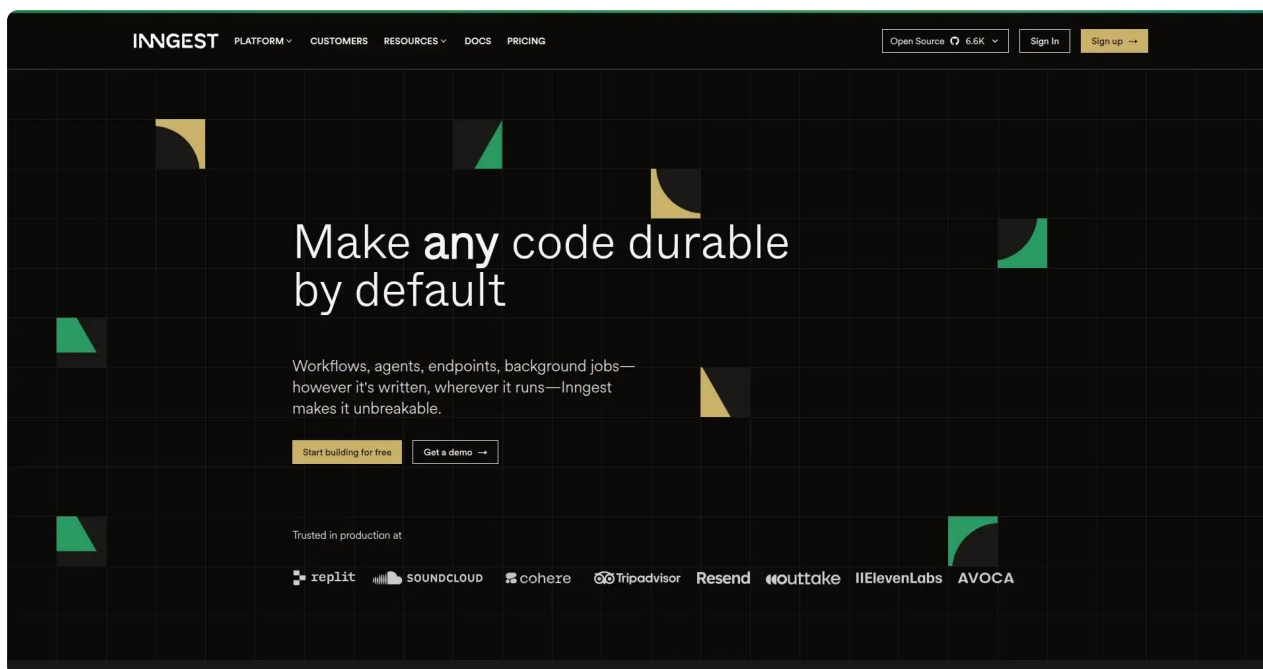 INNGEST PLATFORM CUSTOMERS RESOURCES DOCS PRICING Open Source 6.6K Sign In Sign up →
Make any code durable
by default
Workflows, agents, endpoints, background jobs—
however it's written, wherever it runs—Inngest
makes it unbreakable.
Start building for free Get a demo →
Trusted in production at
replit SOUNDCLOUD cohere Tripadvisor Resend outtake IIElevenLabs AVOCA